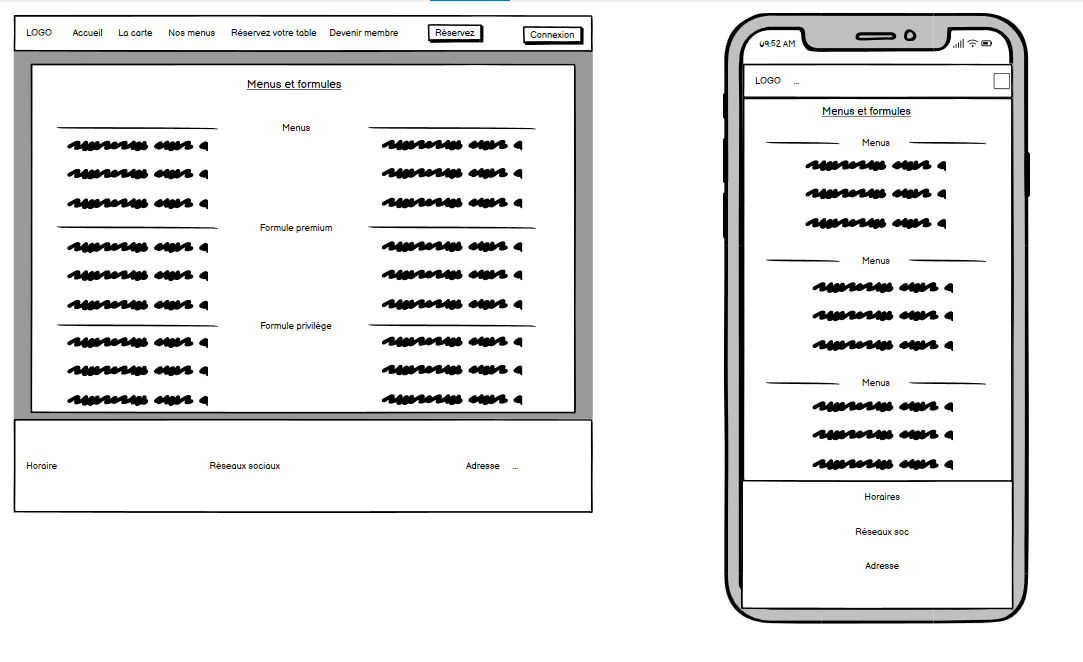 LOGO Accueil La carte Nos menus Réservez votre table Devenir membre Réservez Connexion
Menus et formules
Menus
Formule premium
Formule privilège
Horaire Réseaux sociaux Adresse ...
09:52 AM
LOGO ...
Menus et formules
Menus
Menus
Menus
Horaires
Réseaux soc
Adresse